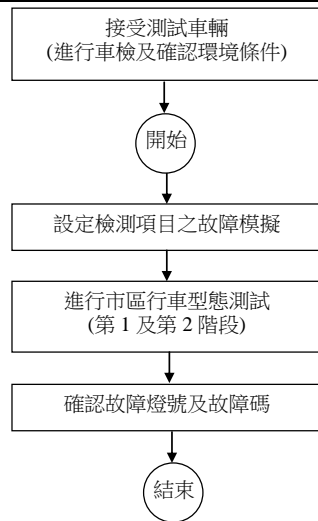 接受測試車輛
(進行車檢及確認環境條件)
開始
設定檢測項目之故障模擬
進行市區行車型態測試
(第 1 及第 2 階段)
確認故障燈號及故障碼
結束